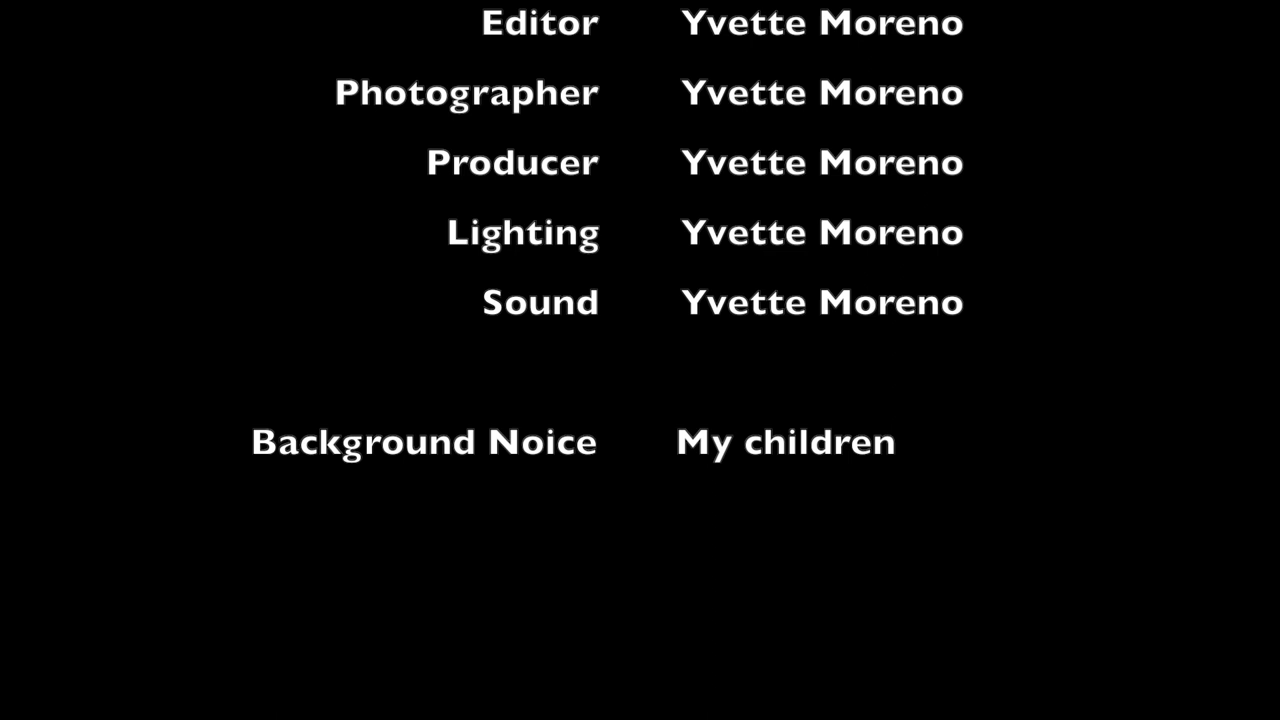 Editor Yvette Moreno
Photographer Yvette Moreno
Producer Yvette Moreno
Lighting Yvette Moreno
Sound Yvette Moreno
Background Noice My children